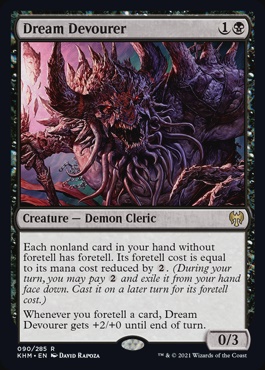 Dream Devourer 1
Creature — Demon Cleric
Each nonland card in your hand without
foretell has foretell. Its foretell cost is equal
to its mana cost reduced by 2. (During your
turn, you may pay 2 and exile it from your hand
face down. Cast it on a later turn for its foretell
cost.)
Whenever you foretell a card, Dream
Devourer gets +2/+0 until end of turn.
0/3
090/285 R
KHM • EN DAVID RAPOZA
™ & © 2021 Wizards of the Coast